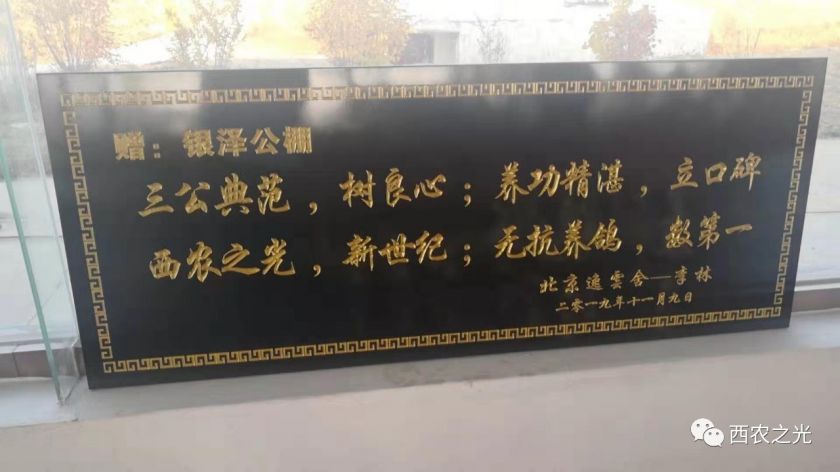 赠：银泽公棚
三公典范，树良心；养功精湛，立口碑
西农之光，新世纪；无抗养鸽，数第一
北京逸雲舍—李林
二零一九年十一月九日
西农之光